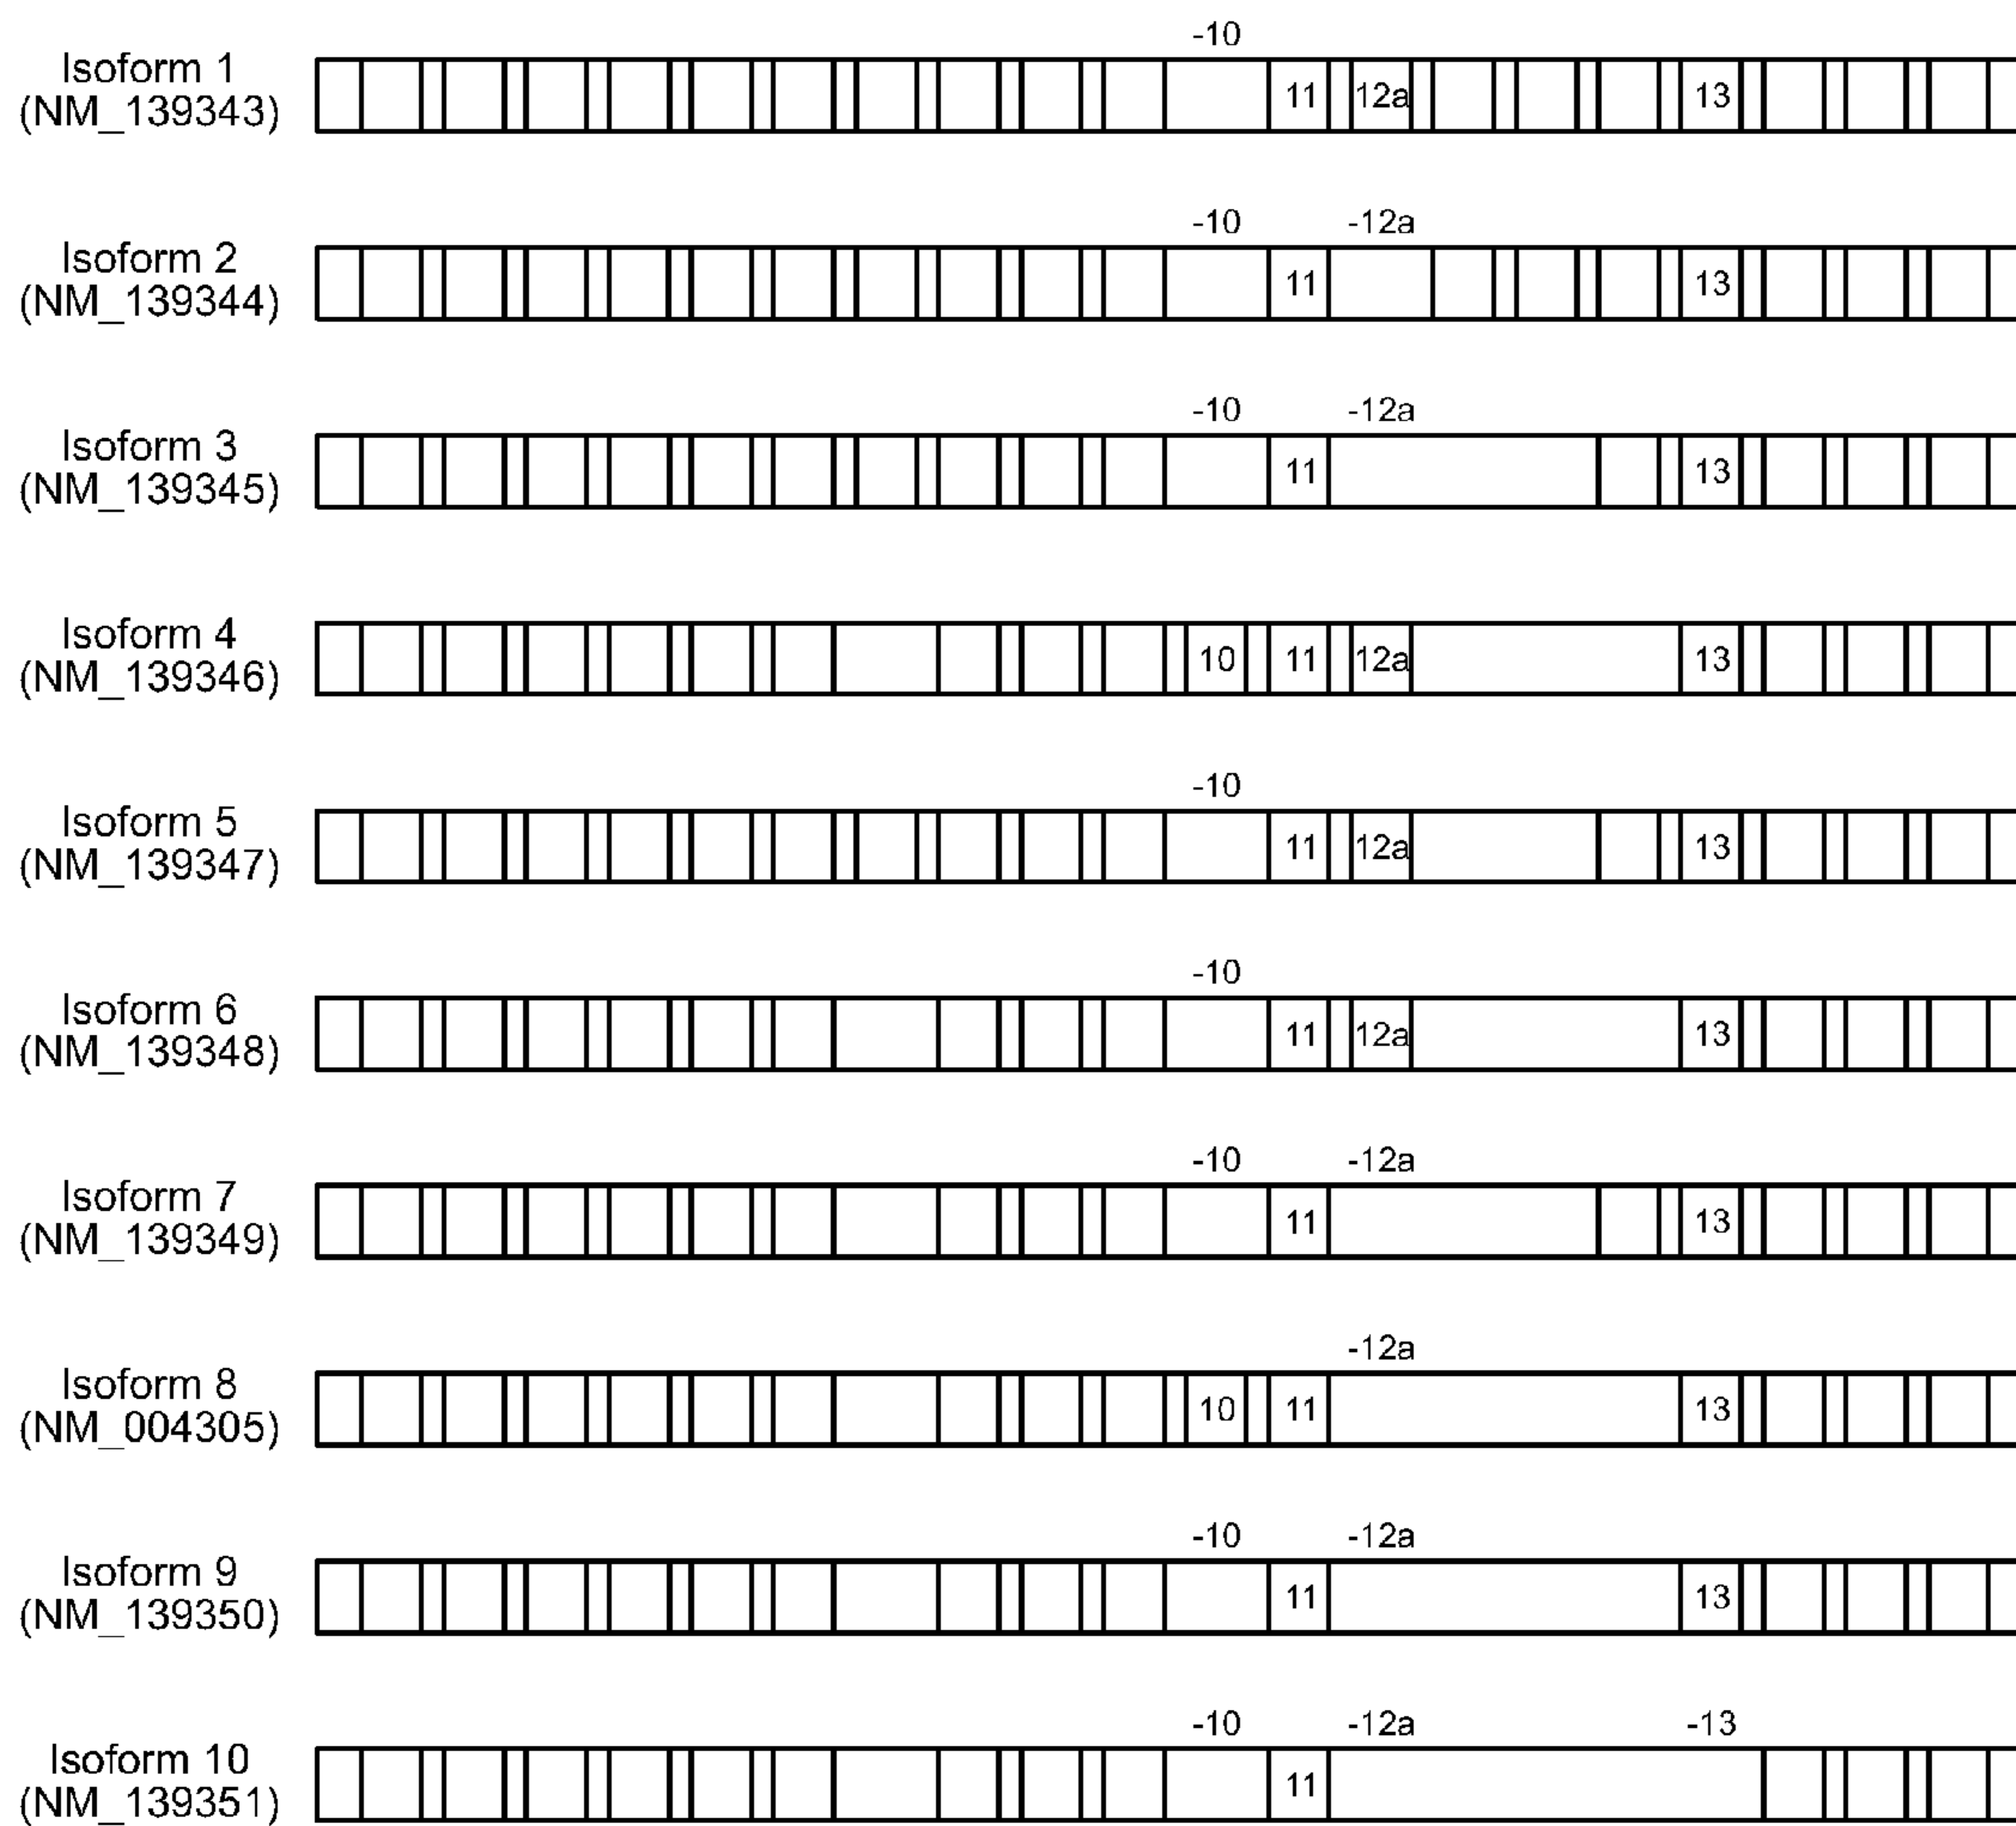 -10
Isoform 1
(NM_139343)
11 12a 13
-10 -12a
Isoform 2
(NM_139344)
11 13
-10 -12a
Isoform 3
(NM_139345)
11 13
Isoform 4
(NM_139346)
10 11 12a 13
-10
Isoform 5
(NM_139347)
11 12a 13
-10
Isoform 6
(NM_139348)
11 12a 13
-10 -12a
Isoform 7
(NM_139349)
11 13
-12a
Isoform 8
(NM_004305)
10 11 13
-10 -12a
Isoform 9
(NM_139350)
11 13
-10 -12a -13
Isoform 10
(NM_139351)
11